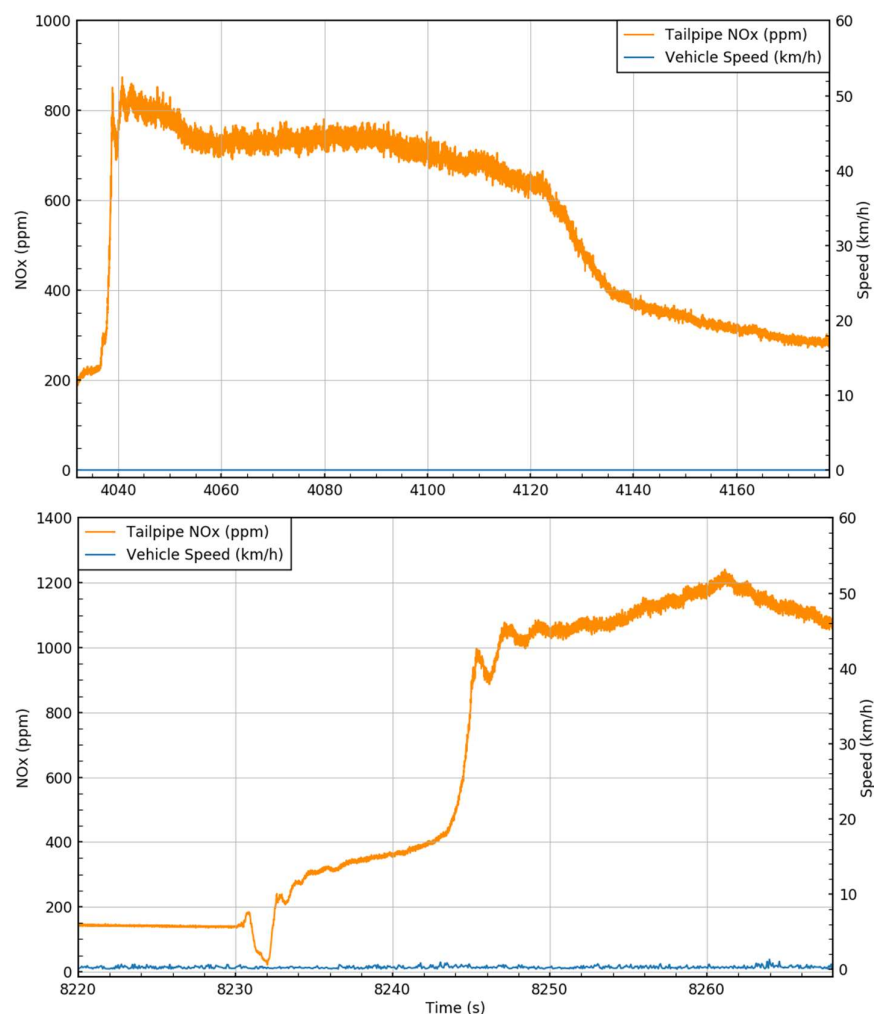 1000
800
600
400
200
0
NOx (ppm)
60
50
40
30
20
10
0
Speed (km/h)
Tailpipe NOx (ppm)
Vehicle Speed (km/h)
4040 4060 4080 4100 4120 4140 4160
1400
1200
1000
800
600
400
200
0
NOx (ppm)
60
50
40
30
20
10
0
Speed (km/h)
Tailpipe NOx (ppm)
Vehicle Speed (km/h)
8220 8230 8240 8250 8260
Time (s)